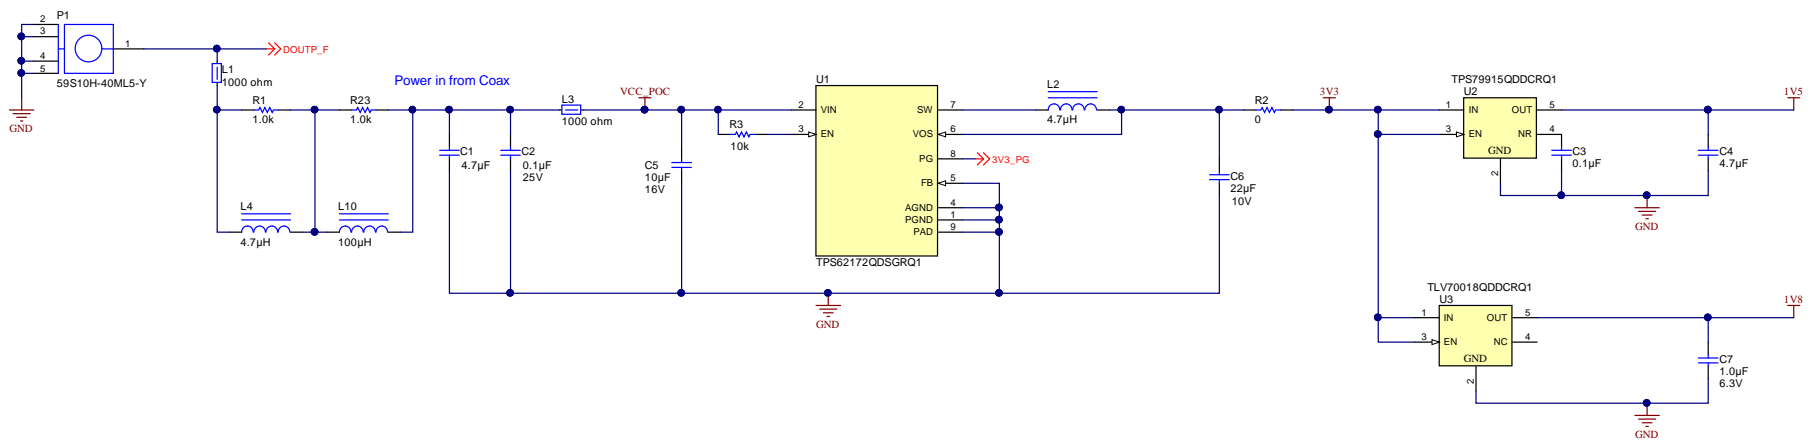 P1
2
3
4
5
1
59S10H-40ML5-Y
GND
DOUTP_F
L1
1000 ohm
Power in from Coax
R1
1.0k
R23
1.0k
L4
4.7µH
L10
100µH
C1
4.7µF
C2
0.1µF
25V
L3
1000 ohm
VCC_POC
C5
10µF
16V
R3
10k
U1
2
VIN
3
EN
SW
7
VOS
6
PG
8
FB
5
AGND
4
PGND
1
PAD
9
TPS62172QDSGRQ1
3V3_PG
GND
L2
4.7µH
C6
22µF
10V
R2
0
3V3
TPS79915QDDCRQ1
U2
1
IN
OUT
5
3
EN
NR
4
GND
2
C3
0.1µF
C4
4.7µF
1V5
GND
TLV70018QDDCRQ1
U3
1
IN
OUT
5
3
EN
NC
4
GND
2
C7
1.0µF
6.3V
1V8
GND